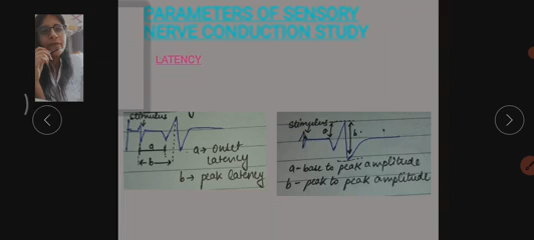 PARAMETERS OF SENSORY
NERVE CONDUCTION STUDY
LATENCY
Stimulus
a
b
a → Onset
latency
b → peak latency
Stimulus
a
b
a - base to peak amplitude
b - peak to peak amplitude